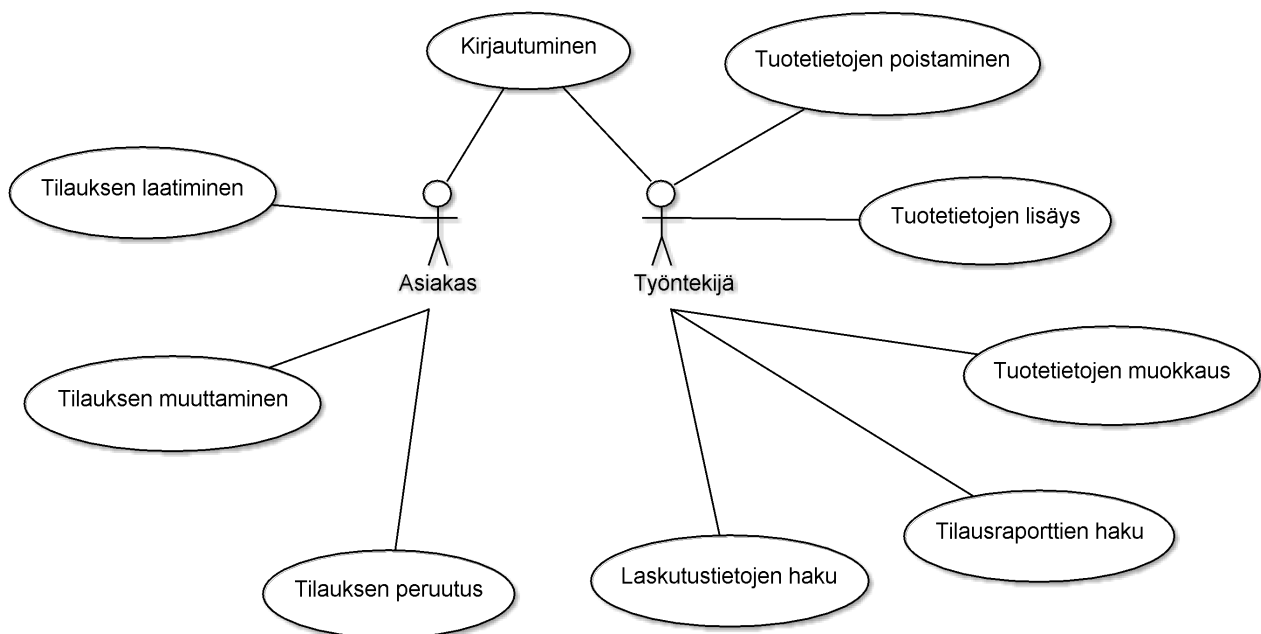 Kirjautuminen
Tuotetietojen poistaminen
Tilauksen laatiminen
Tuotetietojen lisäys
Asiakas
Työntekijä
Tuotetietojen muokkaus
Tilauksen muuttaminen
Tilausraporttien haku
Laskutustietojen haku
Tilauksen peruutus